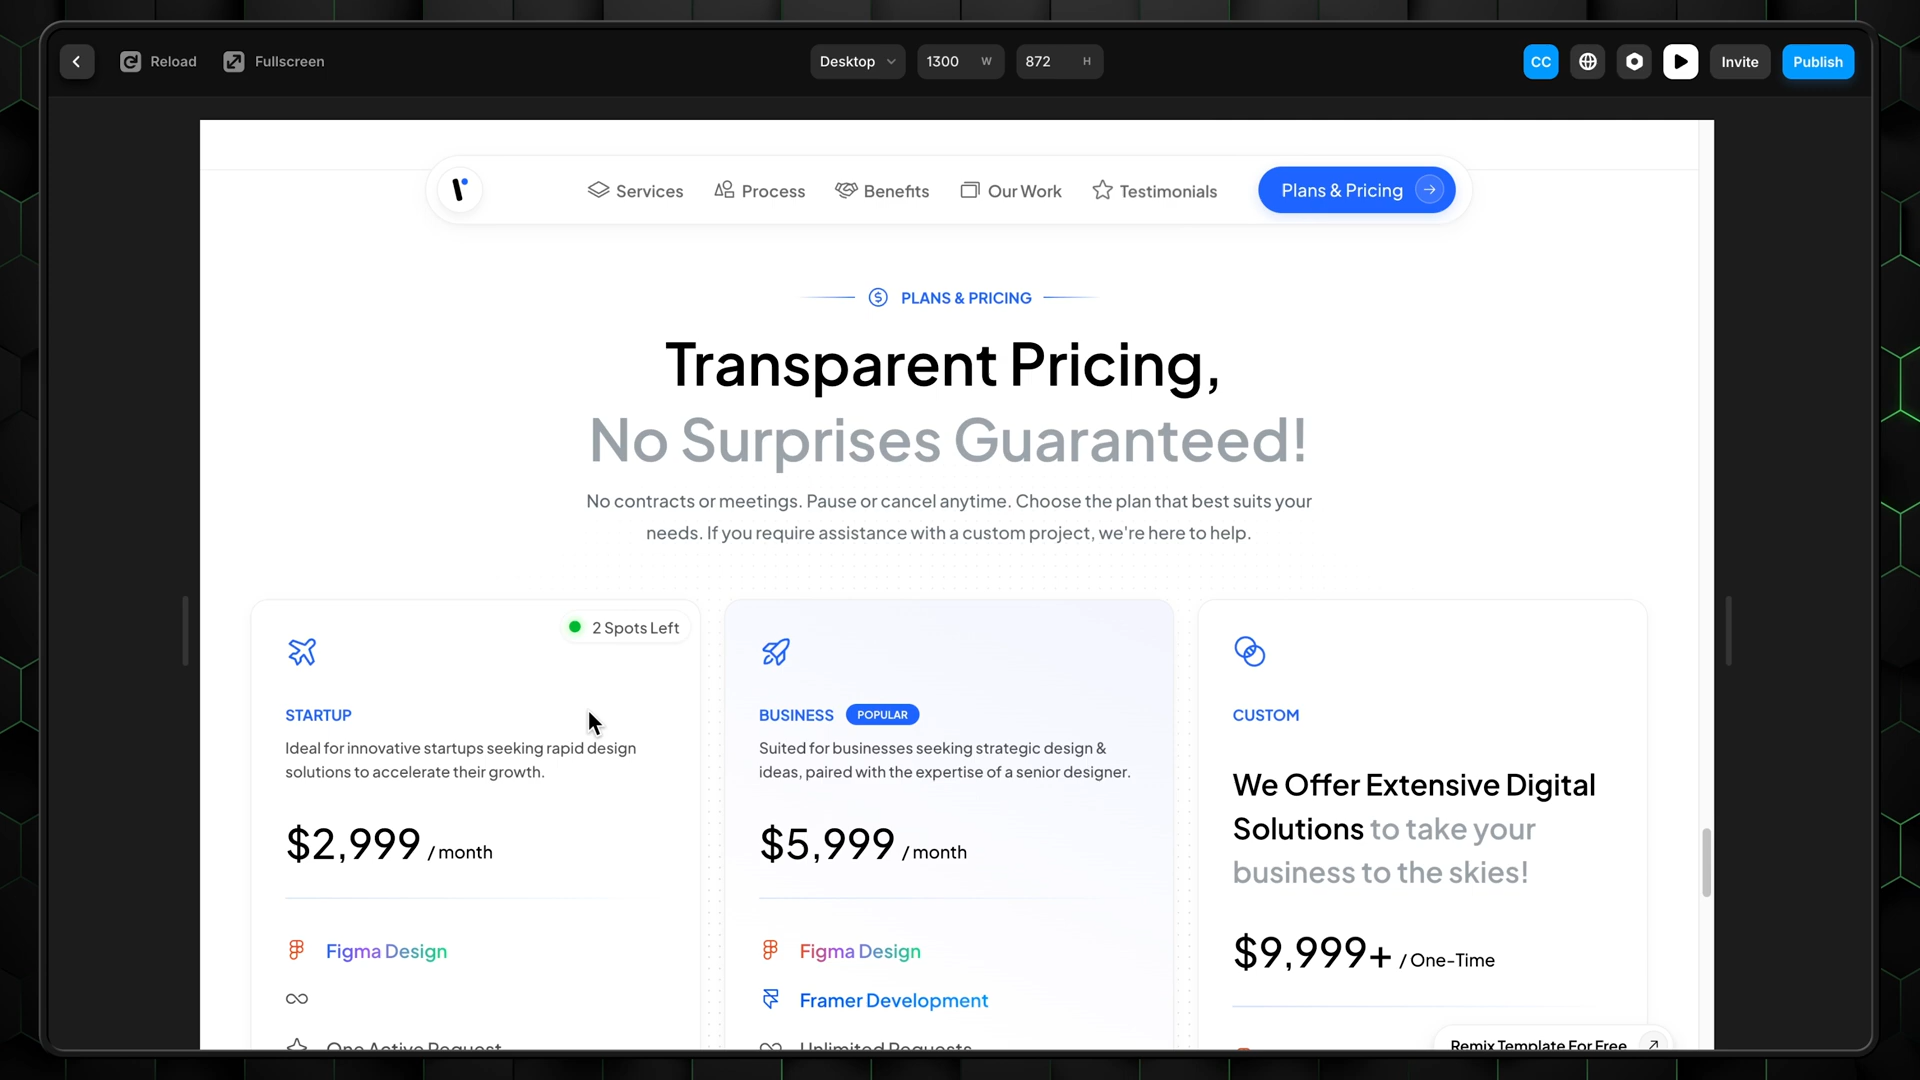 Reload
Fullscreen
Desktop
1300 W
872 H
CC
Invite
Publish
Services
Process
Benefits
Our Work
Testimonials
Plans & Pricing
PLANS & PRICING
Transparent Pricing,
No Surprises Guaranteed!
No contracts or meetings. Pause or cancel anytime. Choose the plan that best suits your
needs. If you require assistance with a custom project, we're here to help.
2 Spots Left
STARTUP
Ideal for innovative startups seeking rapid design
solutions to accelerate their growth.
$2,999 / month
Figma Design
One Active Request
BUSINESS
POPULAR
Suited for businesses seeking strategic design &
ideas, paired with the expertise of a senior designer.
$5,999 / month
Figma Design
Framer Development
Unlimited Requests
CUSTOM
We Offer Extensive Digital
Solutions to take your
business to the skies!
$9,999+ / One-Time
Remix Template For Free